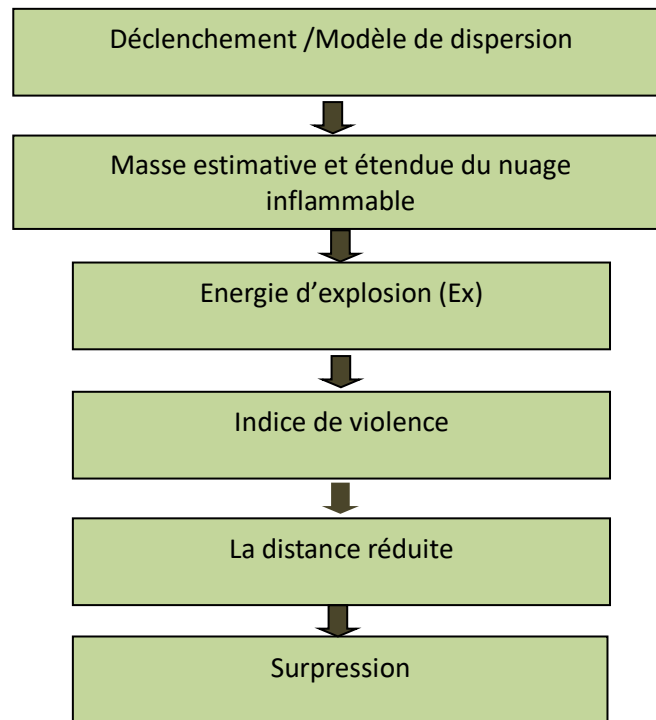 Déclenchement /Modèle de dispersion
Masse estimative et étendue du nuage
inflammable
Energie d’explosion (Ex)
Indice de violence
La distance réduite
Surpression